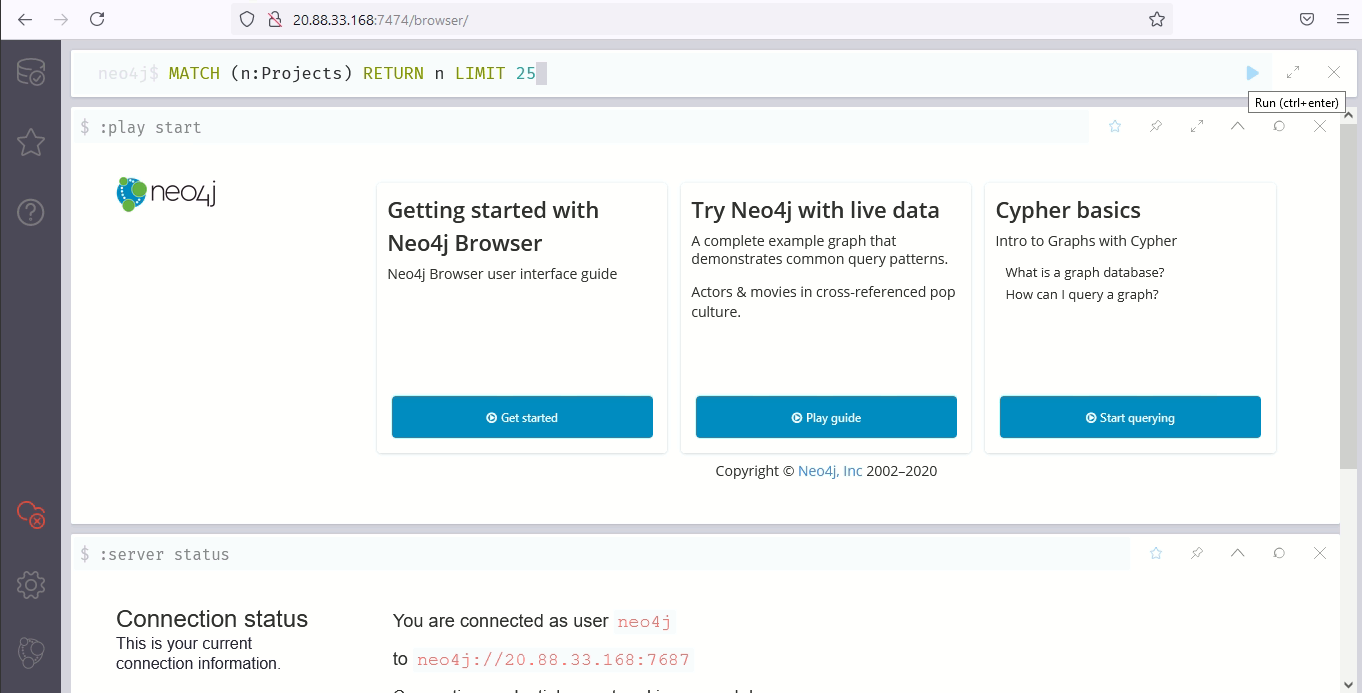 20.88.33.168:7474/browser/
neo4j$ MATCH (n:Projects) RETURN n LIMIT 25
Run (ctrl+enter)
$ :play start
neo4j
Getting started with
Neo4j Browser
Neo4j Browser user interface guide
Get started
Try Neo4j with live data
A complete example graph that
demonstrates common query patterns.
Actors & movies in cross-referenced pop
culture.
Play guide
Cypher basics
Intro to Graphs with Cypher
What is a graph database?
How can I query a graph?
Start querying
Copyright © Neo4j, Inc 2002–2020
$ :server status
Connection status
This is your current
connection information.
You are connected as user neo4j
to neo4j://20.88.33.168:7687